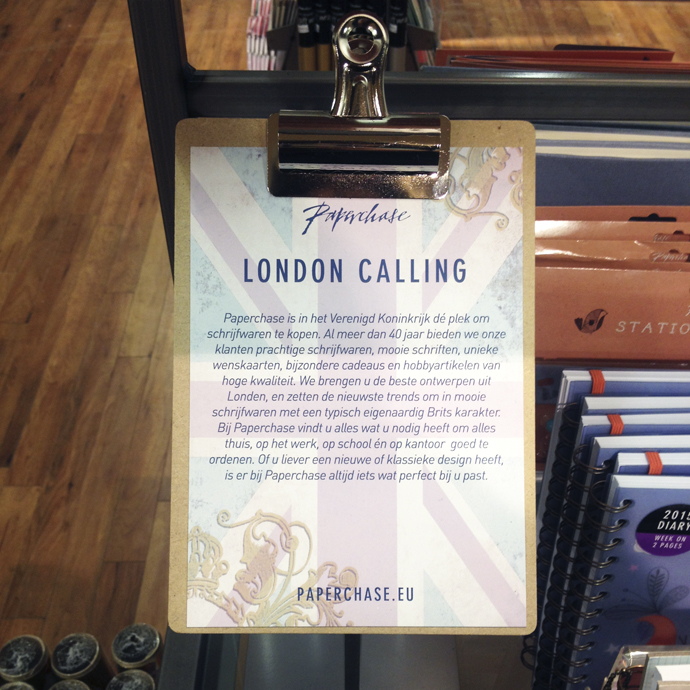 Paperchase
LONDON CALLING
Paperchase is in het Verenigd Koninkrijk dé plek om
schrijfwaren te kopen. Al meer dan 40 jaar bieden we onze
klanten prachtige schrijfwaren, mooie schriften, unieke
wenskaarten, bijzondere cadeaus en hobbyartikelen van
hoge kwaliteit. We brengen u de beste ontwerpen uit
Londen, en zetten de nieuwste trends om in mooie
schrijfwaren met een typisch eigenaardig Brits karakter.
Bij Paperchase vindt u alles wat u nodig heeft om alles
thuis, op het werk, op school én op kantoor goed te
ordenen. Of u liever een nieuwe of klassieke design heeft,
is er bij Paperchase altijd iets wat perfect bij u past.
PAPERCHASE.EU
STATIO
2015
DIARY
WEEK ON
2 PAGES